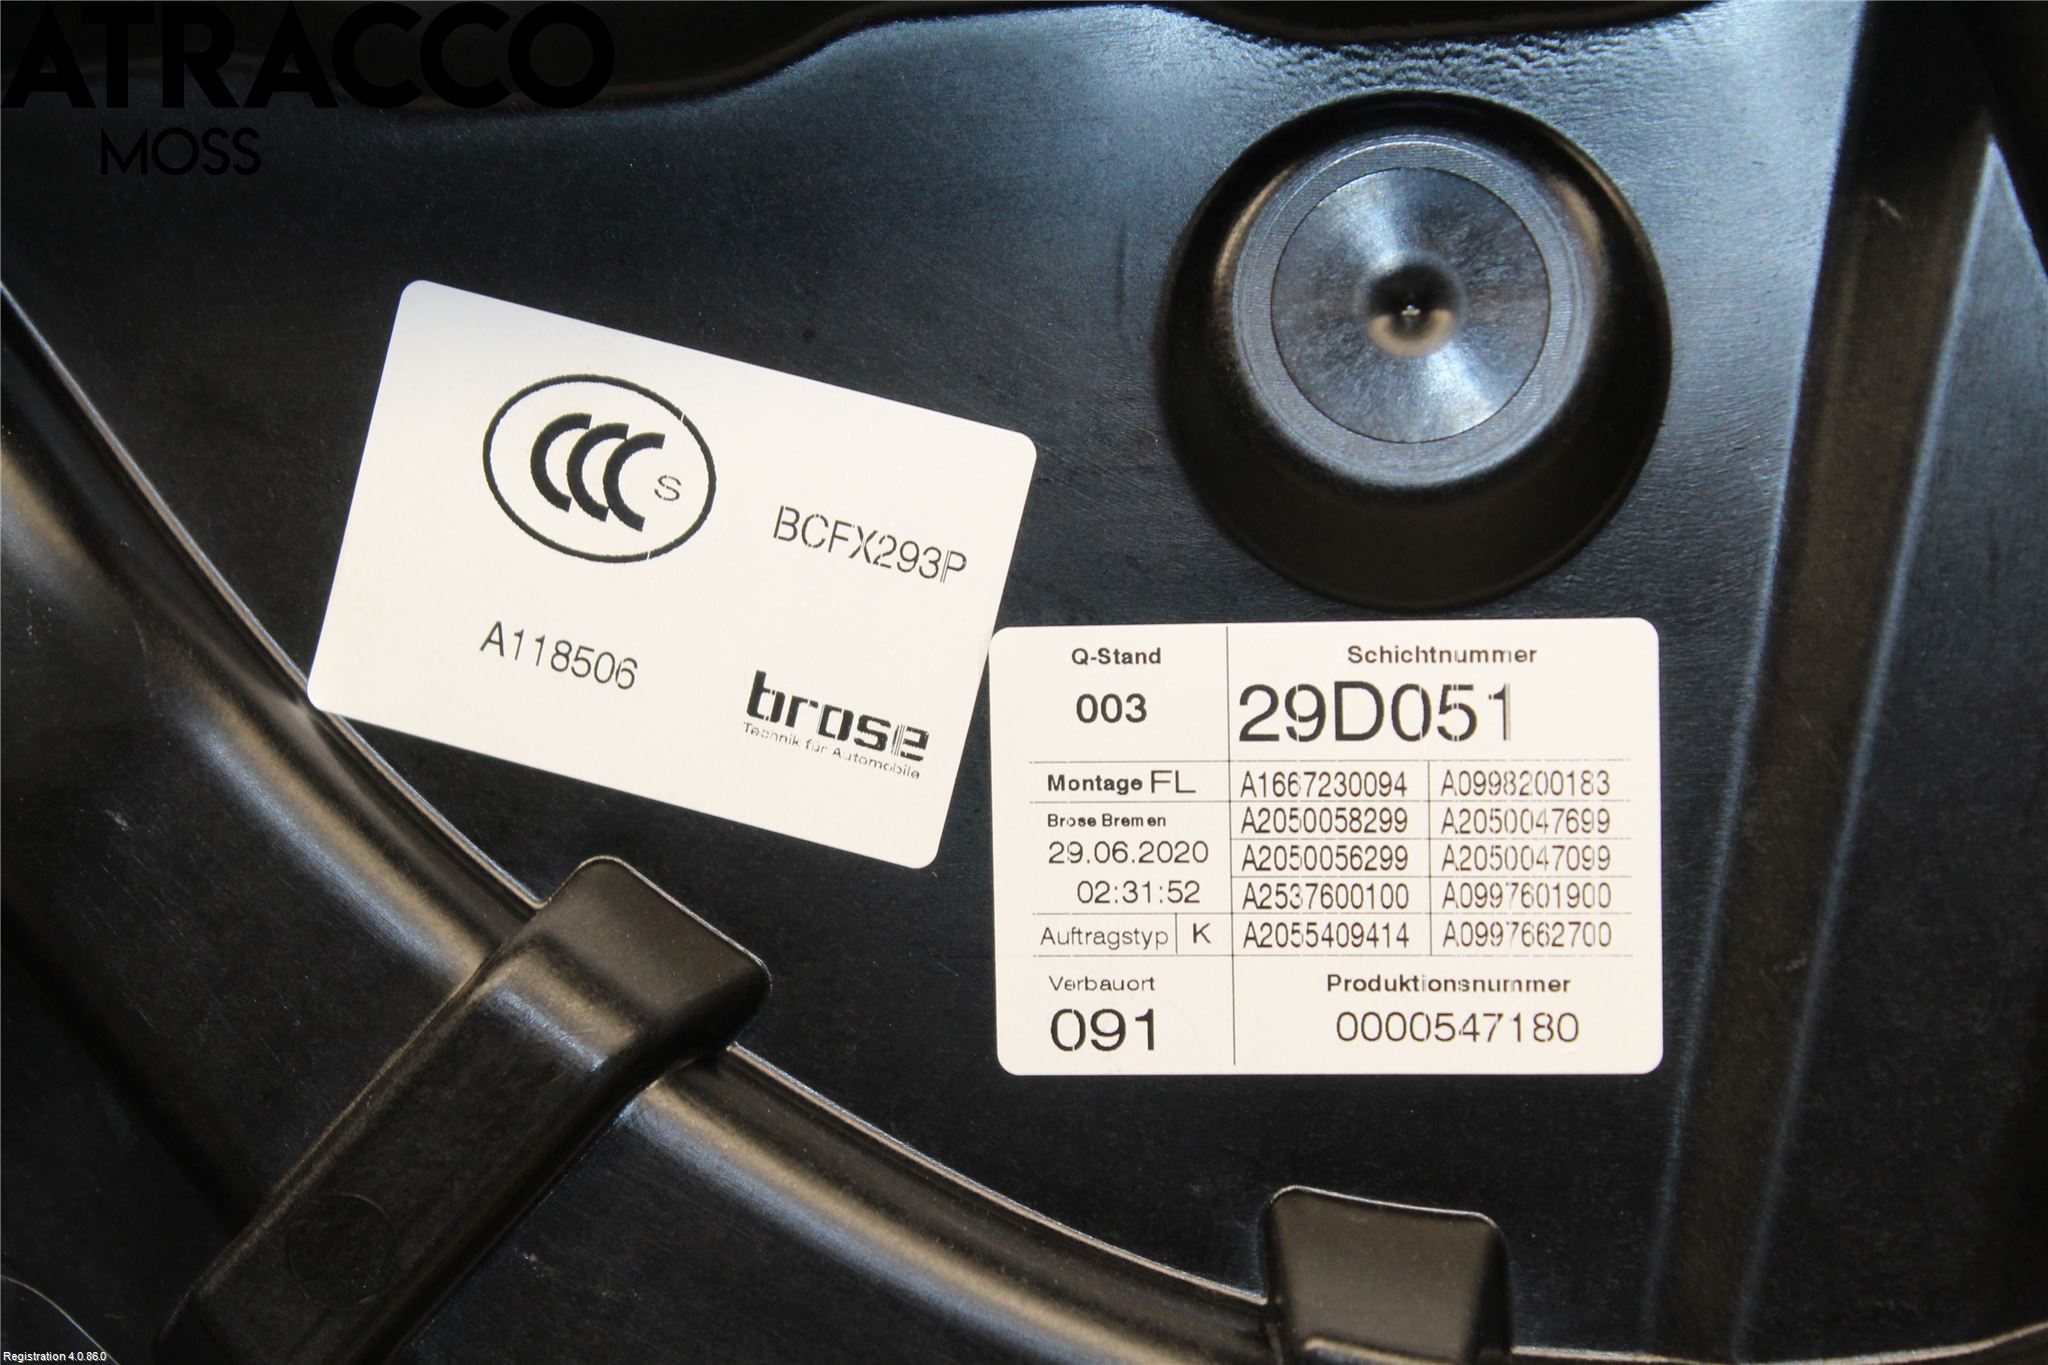 ATRACCO
MOSS
CCC S
BCFX293P
A118506
brose
Technik für Automobile
Q-Stand
Schichtnummer
003
29D051
Montage FL
A1667230094
A0998200183
Brose Bremen
A2050058299
A2050047699
29.06.2020
A2050056299
A2050047099
02:31:52
A2537600100
A0997601900
Auftragstyp
K
A2055409414
A0997662700
Verbauort
Produktionsnummer
091
0000547180
Registration 4.0.86.0